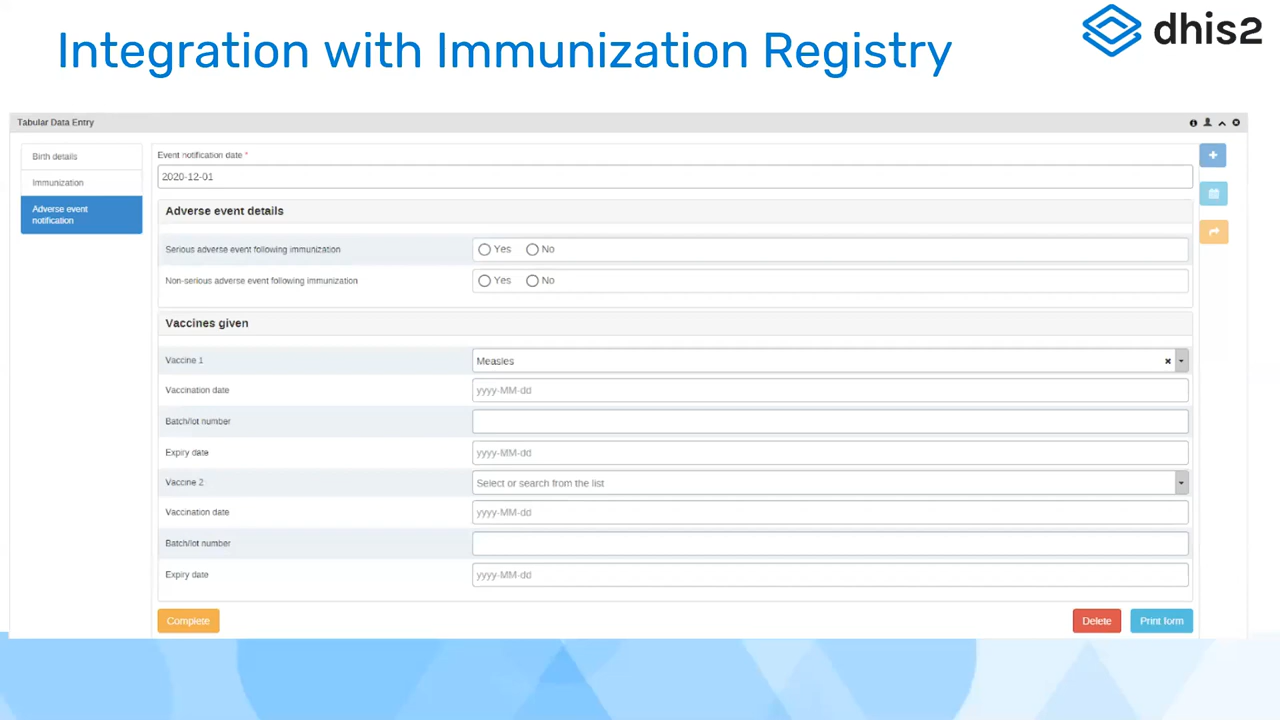 Integration with Immunization Registry
dhis2
Tabular Data Entry
Birth details
Immunization
Adverse event
notification
Event notification date *
2020-12-01
Adverse event details
Serious adverse event following immunization
Yes No
Non-serious adverse event following immunization
Yes No
Vaccines given
Vaccine 1
Measles
Vaccination date
yyyy-MM-dd
Batch/lot number
Expiry date
yyyy-MM-dd
Vaccine 2
Select or search from the list
Vaccination date
yyyy-MM-dd
Batch/lot number
Expiry date
yyyy-MM-dd
Complete
Delete
Print form